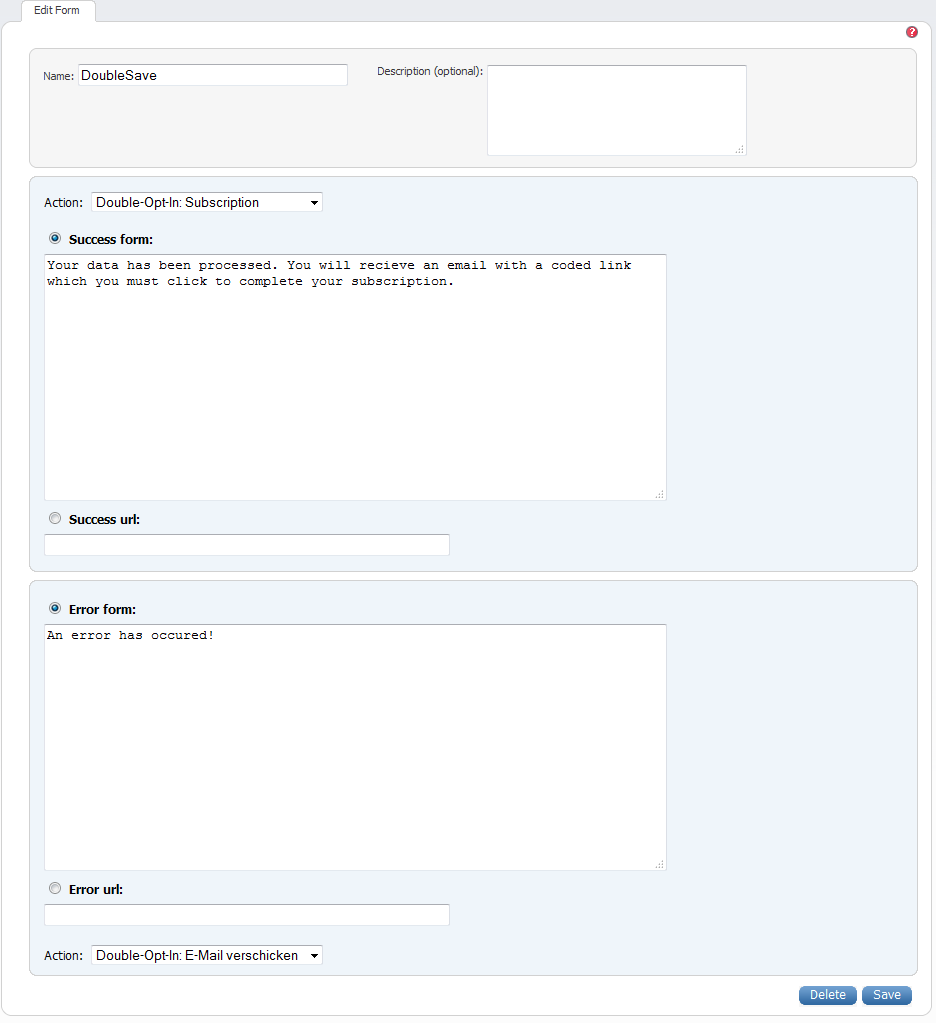 Edit Form
?
Name: DoubleSave
Description (optional):
Action: Double-Opt-In: Subscription
Success form:
Your data has been processed. You will recieve an email with a coded link
which you must click to complete your subscription.
Success url:
Error form:
An error has occured!
Error url:
Action: Double-Opt-In: E-Mail verschicken
Delete Save